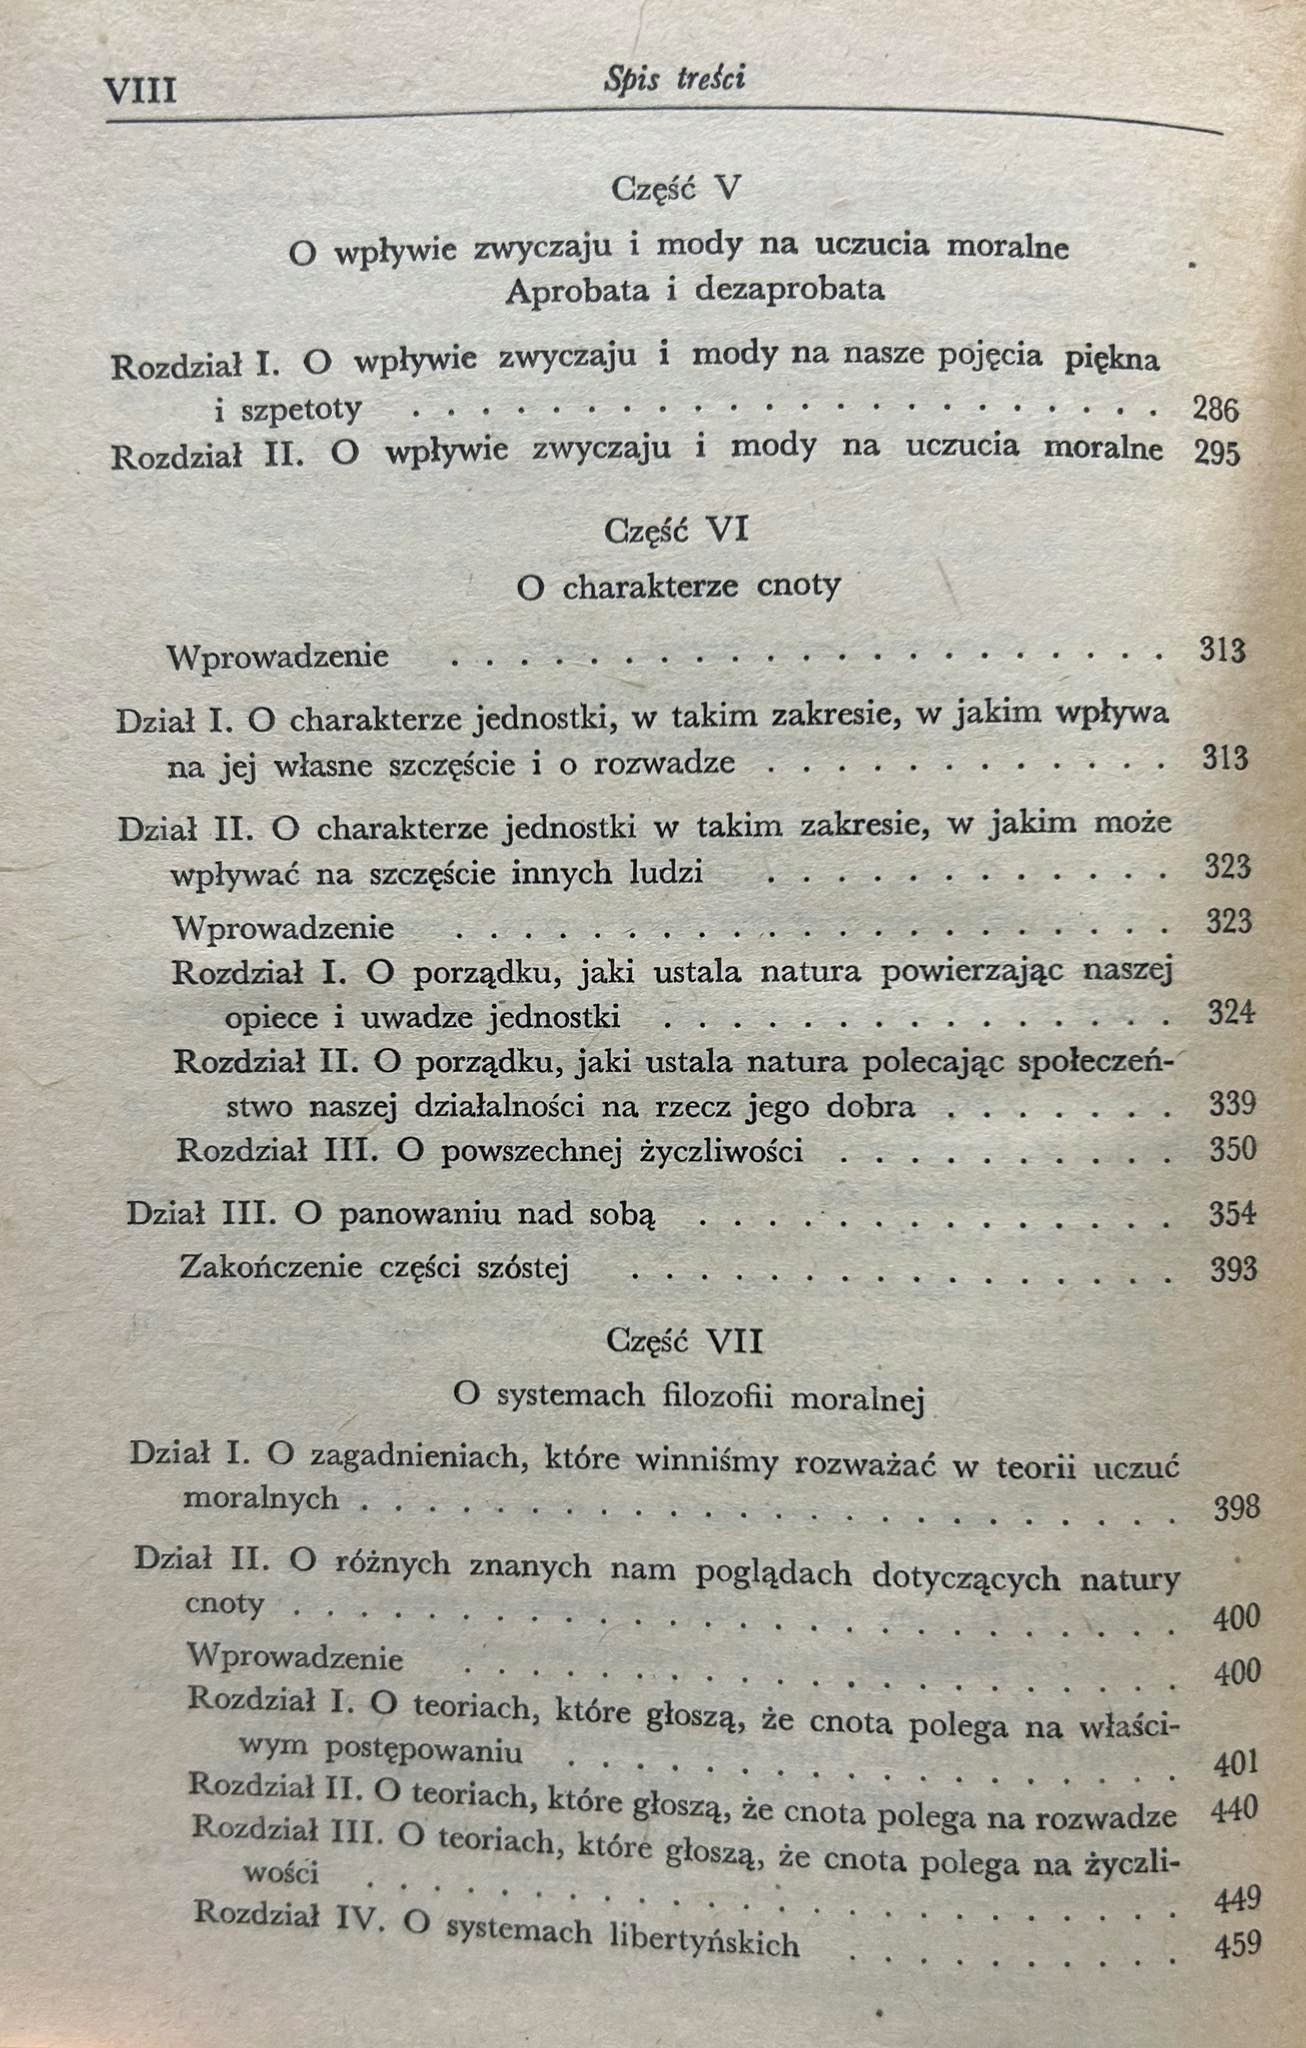 VIII
Spis treści
Część V
O wpływie zwyczaju i mody na uczucia moralne
Aprobata i dezaprobata
Rozdział I. O wpływie zwyczaju i mody na nasze pojęcia piękna
i szpetoty . . . . . . . . . . . . . . . . . . . . . . 286
Rozdział II. O wpływie zwyczaju i mody na uczucia moralne 295
Część VI
O charakterze cnoty
Wprowadzenie . . . . . . . . . . . . . . . . . . . . . 313
Dział I. O charakterze jednostki, w takim zakresie, w jakim wpływa
na jej własne szczęście i o rozwadze . . . . . . . . . . . . 313
Dział II. O charakterze jednostki w takim zakresie, w jakim może
wpływać na szczęście innych ludzi . . . . . . . . . . . . 323
Wprowadzenie . . . . . . . . . . . . . . . . . . . . . 323
Rozdział I. O porządku, jaki ustala natura powierzając naszej
opiece i uwadze jednostki . . . . . . . . . . . . . . . 324
Rozdział II. O porządku, jaki ustala natura polecając społeczeń-
stwo naszej działalności na rzecz jego dobra . . . . . . . 339
Rozdział III. O powszechnej życzliwości . . . . . . . . . . 350
Dział III. O panowaniu nad sobą . . . . . . . . . . . . . . 354
Zakończenie części szóstej . . . . . . . . . . . . . . . . 393
Część VII
O systemach filozofii moralnej
Dział I. O zagadnieniach, które winniśmy rozważać w teorii uczuć
moralnych . . . . . . . . . . . . . . . . . . . . . . . . 398
Dział II. O różnych znanych nam poglądach dotyczących natury
cnoty . . . . . . . . . . . . . . . . . . . . . . . . . . 400
Wprowadzenie . . . . . . . . . . . . . . . . . . . . . 400
Rozdział I. O teoriach, które głoszą, że cnota polega na właści-
wym postępowaniu . . . . . . . . . . . . . . . . . . 401
Rozdział II. O teoriach, które głoszą, że cnota polega na rozwadze 440
Rozdział III. O teoriach, które głoszą, że cnota polega na życzli-
wości . . . . . . . . . . . . . . . . . . . . . . . . 449
Rozdział IV. O systemach libertyńskich . . . . . . . . . . 459